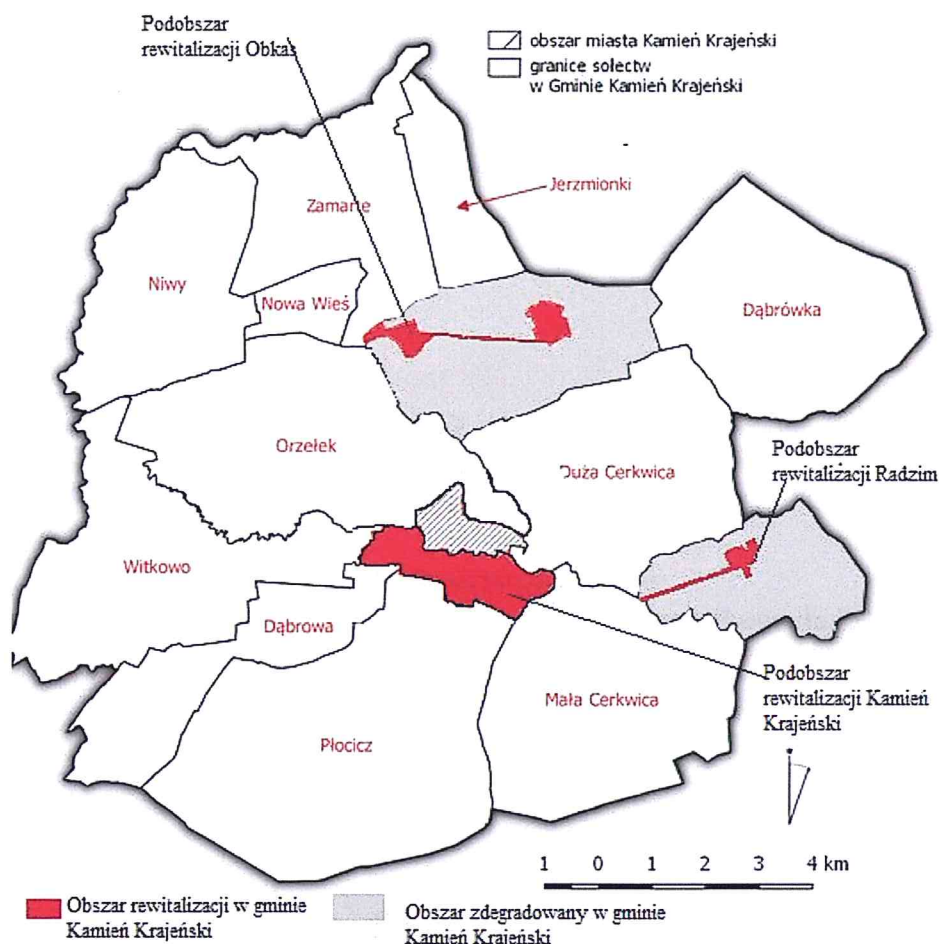 Podobszar
rewitalizacji Obkas
obszar miasta Kamień Krajeński
granice sołectw
w Gminie Kamień Krajeński
Jerzmionki
Zamarte
Niwy
Nowa Wieś
Dąbrówka
Orzełek
Duża Cerkwica
Podobszar
rewitalizacji Radzim
Witkowo
Dąbrowa
Mała Cerkwica
Podobszar
rewitalizacji Kamień
Krajeński
Płocicz
1 0 1 2 3 4 km
Obszar rewitalizacji w gminie
Kamień Krajeński
Obszar zdegradowany w gminie
Kamień Krajeński